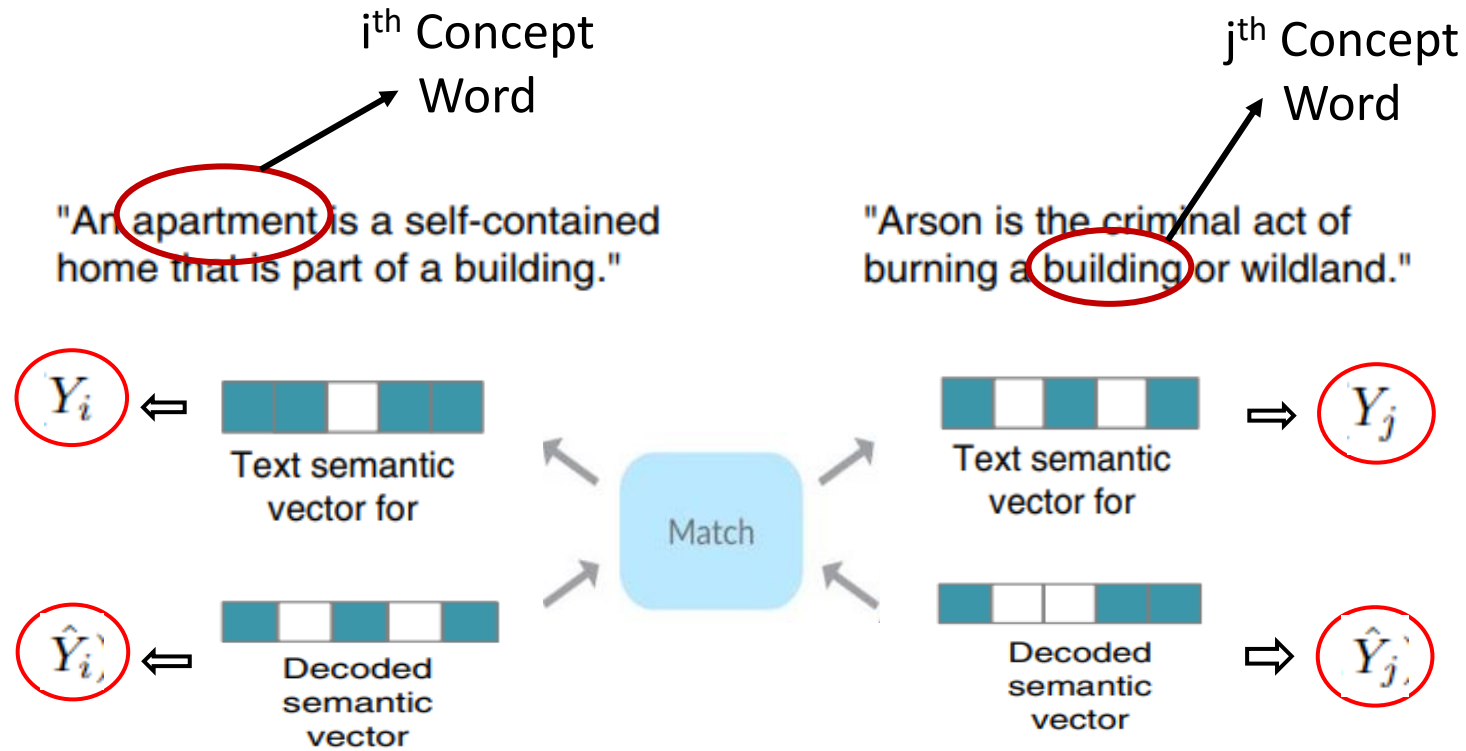 iᵗʰ Concept
Word
jᵗʰ Concept
Word
"An apartment is a self-contained
home that is part of a building."
"Arson is the criminal act of
burning a building or wildland."
Yᵢ
Text semantic
vector for
Yⱼ
Text semantic
vector for
Match
Ŷᵢ)
Decoded
semantic
vector
Ŷⱼ)
Decoded
semantic
vector